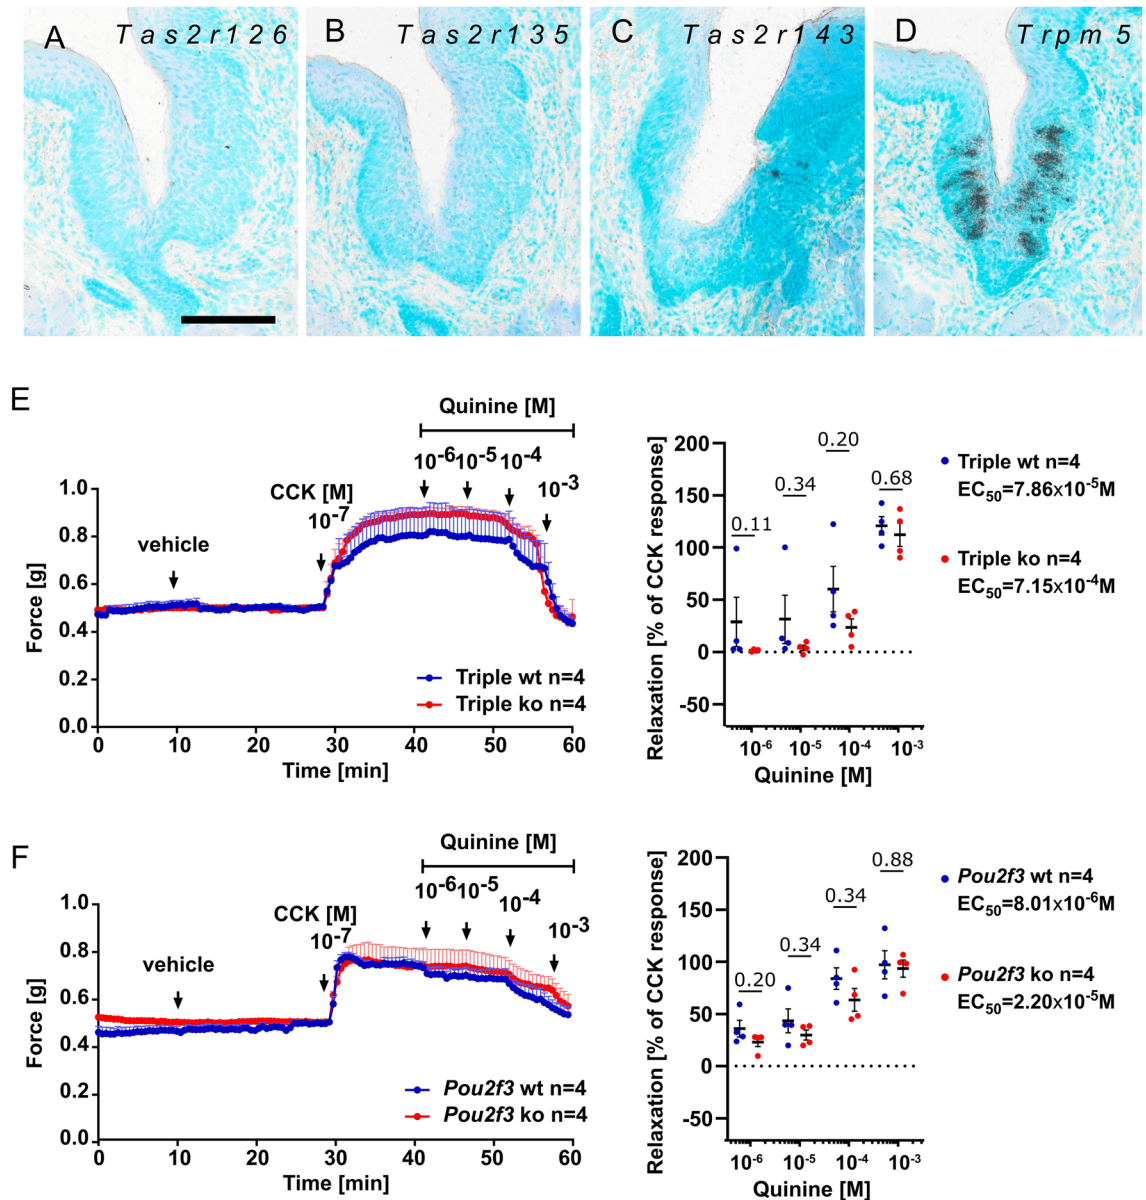 A
Tas2r126
B
Tas2r135
C
Tas2r143
D
Trpm5
E
Quinine [M]
10-6
10-5
10-4
10-3
CCK [M]
10-7
vehicle
1.0
0.8
0.6
0.4
0.2
0.0
Force [g]
Triple wt n=4
Triple ko n=4
0
10
20
30
40
50
60
Time [min]
Relaxation [% of CCK response]
200
150
100
50
0
-50
0.11
0.34
0.20
0.68
10-6
10-5
10-4
10-3
Quinine [M]
Triple wt n=4
EC50=7.86x10-5M
Triple ko n=4
EC50=7.15x10-4M
F
Quinine [M]
10-6
10-5
10-4
10-3
CCK [M]
10-7
vehicle
1.0
0.8
0.6
0.4
0.2
0.0
Force [g]
Pou2f3 wt n=4
Pou2f3 ko n=4
0
10
20
30
40
50
60
Time [min]
Relaxation [% of CCK response]
200
150
100
50
0
-50
0.20
0.34
0.34
0.88
10-6
10-5
10-4
10-3
Quinine [M]
Pou2f3 wt n=4
EC50=8.01x10-6M
Pou2f3 ko n=4
EC50=2.20x10-5M